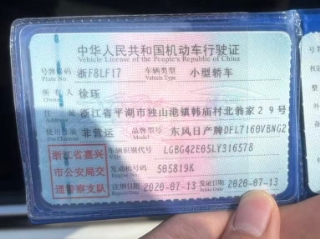 中华人民共和国机动车行驶证
Vehicle License of the People's Republic of China
号牌号码 浙F8LF17 车辆类型 小型轿车
所有人 徐珏
住址 浙江省平湖市独山港镇韩庙村北翁家29号
使用性质 非营运 品牌型号 东风日产牌DFL7160VBNG2
浙江省嘉兴
市公安局交
通警察支队
车辆识别代号 LGBG42E05LY316578
发动机号码 505819K
注册日期 2020-07-13 发证日期 2020-07-13